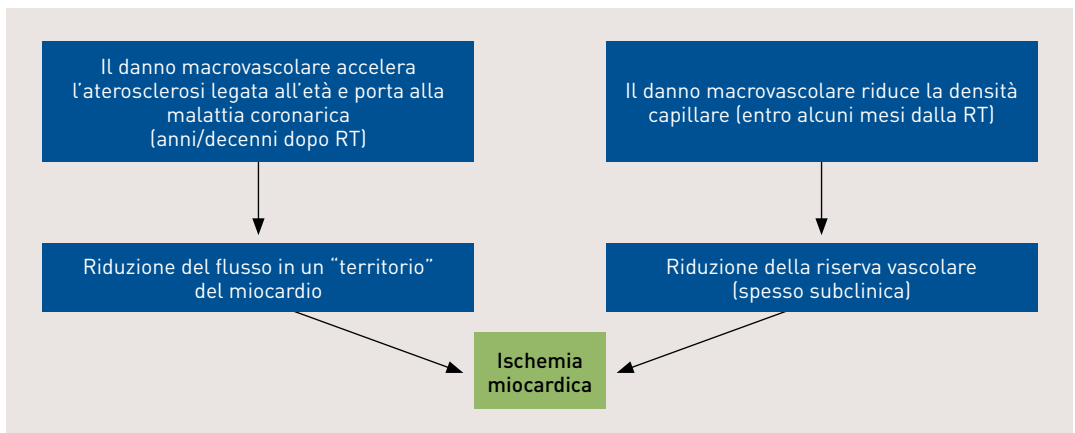 Il danno macrovascolare accelera
l'aterosclerosi legata all'età e porta alla
malattia coronarica
(anni/decenni dopo RT)
Il danno macrovascolare riduce la densità
capillare (entro alcuni mesi dalla RT)
Riduzione del flusso in un “territorio”
del miocardio
Riduzione della riserva vascolare
(spesso subclinica)
Ischemia
miocardica